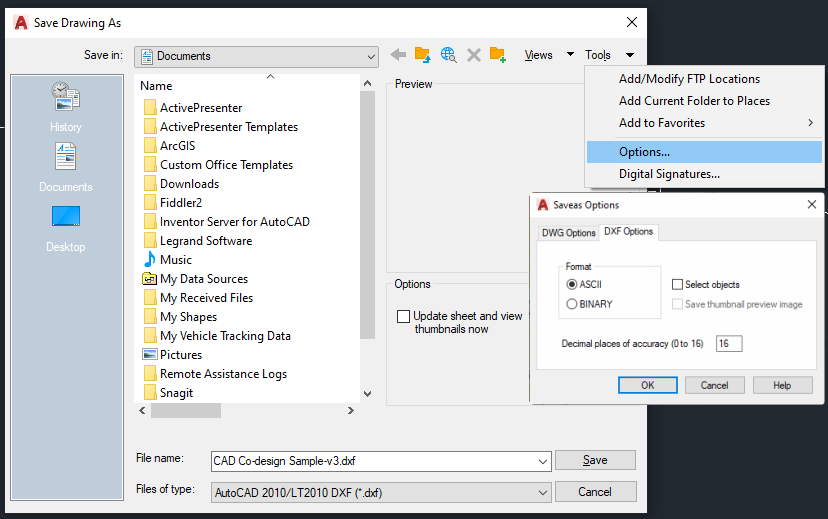 Save Drawing As
Save in:
Documents
Views
Tools
Add/Modify FTP Locations
Add Current Folder to Places
Add to Favorites
Options...
Digital Signatures...
History
Documents
Desktop
Name
ActivePresenter
ActivePresenter Templates
ArcGIS
Custom Office Templates
Downloads
Fiddler2
Inventor Server for AutoCAD
Legrand Software
Music
My Data Sources
My Received Files
My Shapes
My Vehicle Tracking Data
Pictures
Remote Assistance Logs
Snagit
Preview
Options
Update sheet and view
thumbnails now
Saveas Options
DWG Options
DXF Options
Format
ASCII
BINARY
Select objects
Save thumbnail preview image
Decimal places of accuracy (0 to 16)
16
OK
Cancel
Help
File name:
CAD Co-design Sample-v3.dxf
Save
Files of type:
AutoCAD 2010/LT2010 DXF (*.dxf)
Cancel